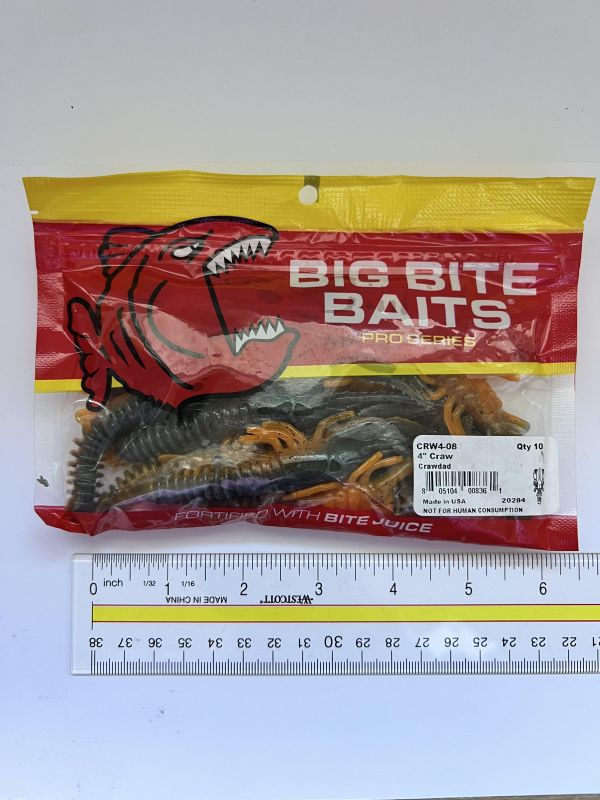 BIG BITE
BAITS®
PRO SERIES
CRW4-08 Qty 10
4" Craw
Crawdad
8 05104 00836 1
Made in USA 20284
NOT FOR HUMAN CONSUMPTION
FORTIFIED WITH BITE JUICE
0 inch 1/32 1 1/16 2 3 4 5 6
WESTCOTT MADE IN CHINA
38 37 36 35 34 33 32 31 30 29 28 27 26 25 24 23 22 21